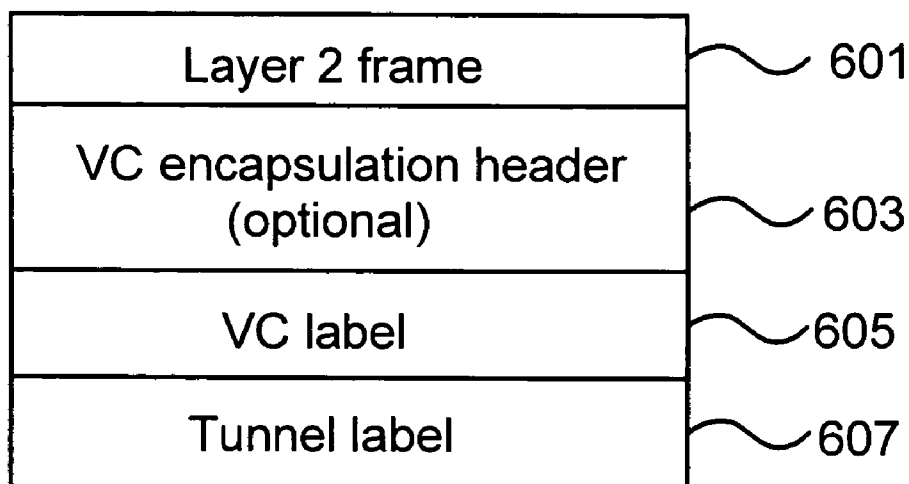 Layer 2 frame 601
VC encapsulation header
(optional) 603
VC label 605
Tunnel label 607